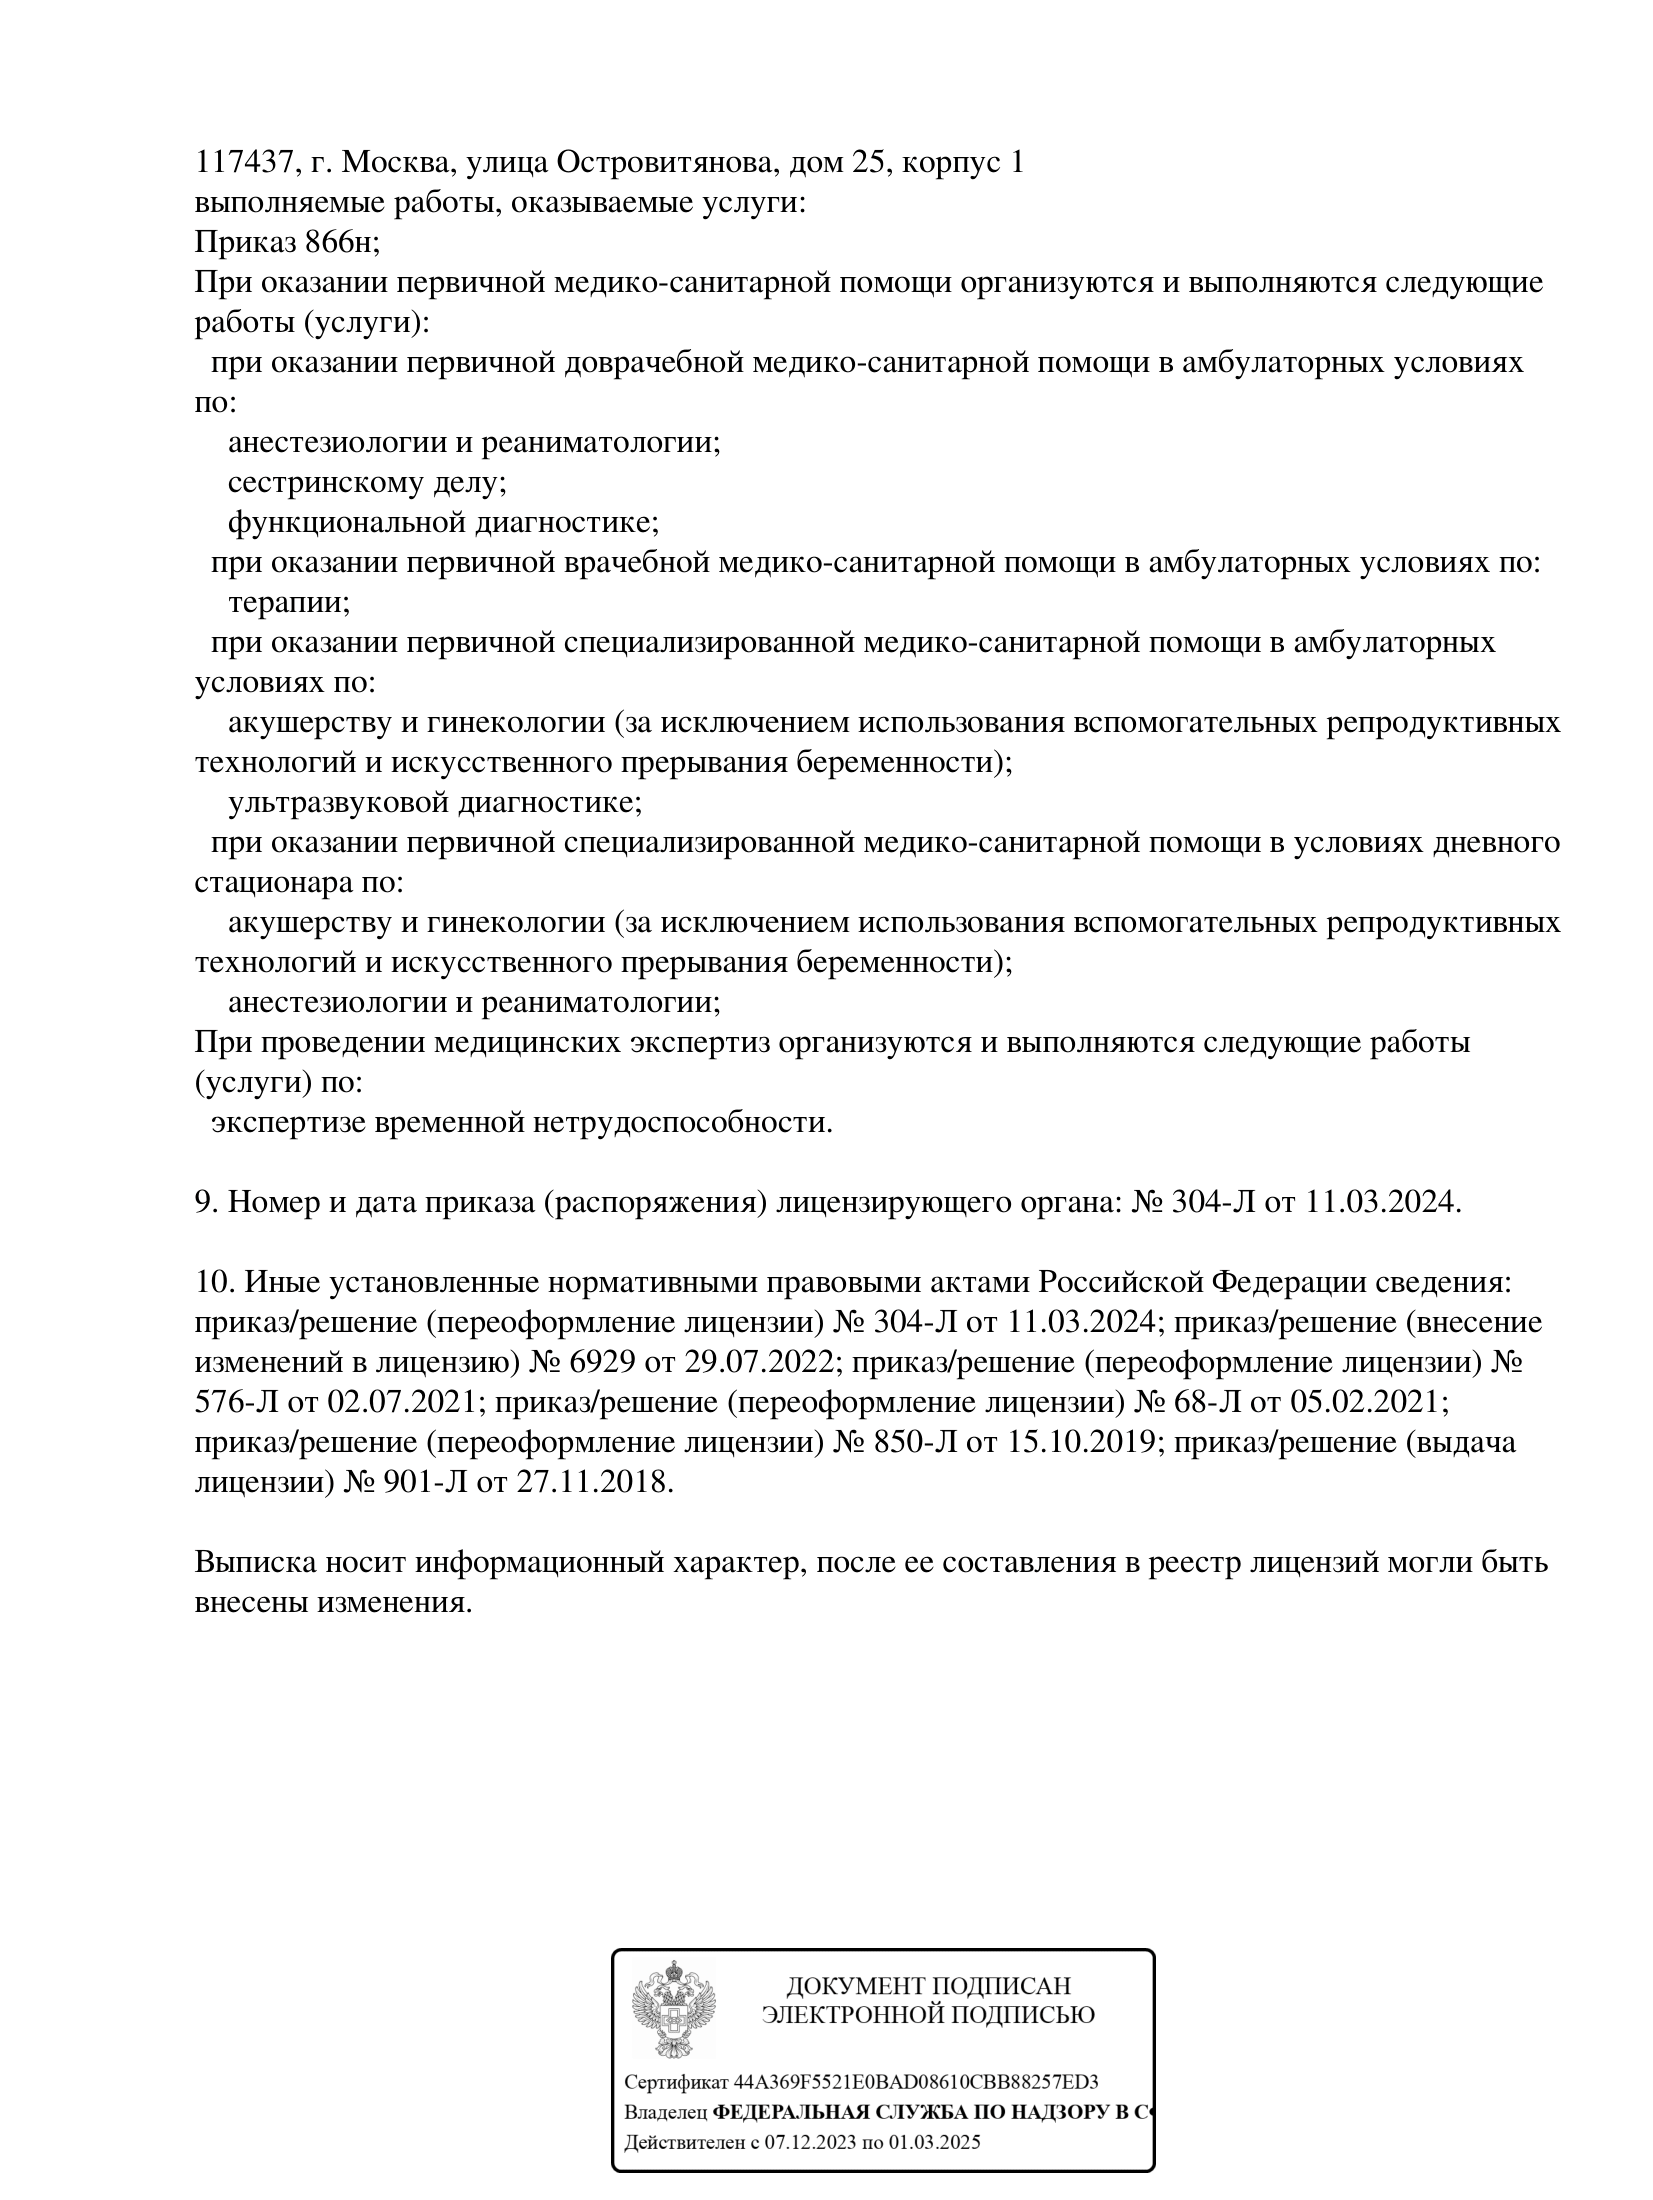 117437, г. Москва, улица Островитянова, дом 25, корпус 1
выполняемые работы, оказываемые услуги:
Приказ 866н;
При оказании первичной медико-санитарной помощи организуются и выполняются следующие
работы (услуги):
при оказании первичной доврачебной медико-санитарной помощи в амбулаторных условиях
по:
анестезиологии и реаниматологии;
сестринскому делу;
функциональной диагностике;
при оказании первичной врачебной медико-санитарной помощи в амбулаторных условиях по:
терапии;
при оказании первичной специализированной медико-санитарной помощи в амбулаторных
условиях по:
акушерству и гинекологии (за исключением использования вспомогательных репродуктивных
технологий и искусственного прерывания беременности);
ультразвуковой диагностике;
при оказании первичной специализированной медико-санитарной помощи в условиях дневного
стационара по:
акушерству и гинекологии (за исключением использования вспомогательных репродуктивных
технологий и искусственного прерывания беременности);
анестезиологии и реаниматологии;
При проведении медицинских экспертиз организуются и выполняются следующие работы
(услуги) по:
экспертизе временной нетрудоспособности.
9. Номер и дата приказа (распоряжения) лицензирующего органа: № 304-Л от 11.03.2024.
10. Иные установленные нормативными правовыми актами Российской Федерации сведения:
приказ/решение (переоформление лицензии) № 304-Л от 11.03.2024; приказ/решение (внесение
изменений в лицензию) № 6929 от 29.07.2022; приказ/решение (переоформление лицензии) №
576-Л от 02.07.2021; приказ/решение (переоформление лицензии) № 68-Л от 05.02.2021;
приказ/решение (переоформление лицензии) № 850-Л от 15.10.2019; приказ/решение (выдача
лицензии) № 901-Л от 27.11.2018.
Выписка носит информационный характер, после ее составления в реестр лицензий могли быть
внесены изменения.
ДОКУМЕНТ ПОДПИСАН
ЭЛЕКТРОННОЙ ПОДПИСЬЮ
Сертификат 44A369F5521E0BAD08610CBB88257ED3
Владелец ФЕДЕРАЛЬНАЯ СЛУЖБА ПО НАДЗОРУ В
Действителен с 07.12.2023 по 01.03.2025